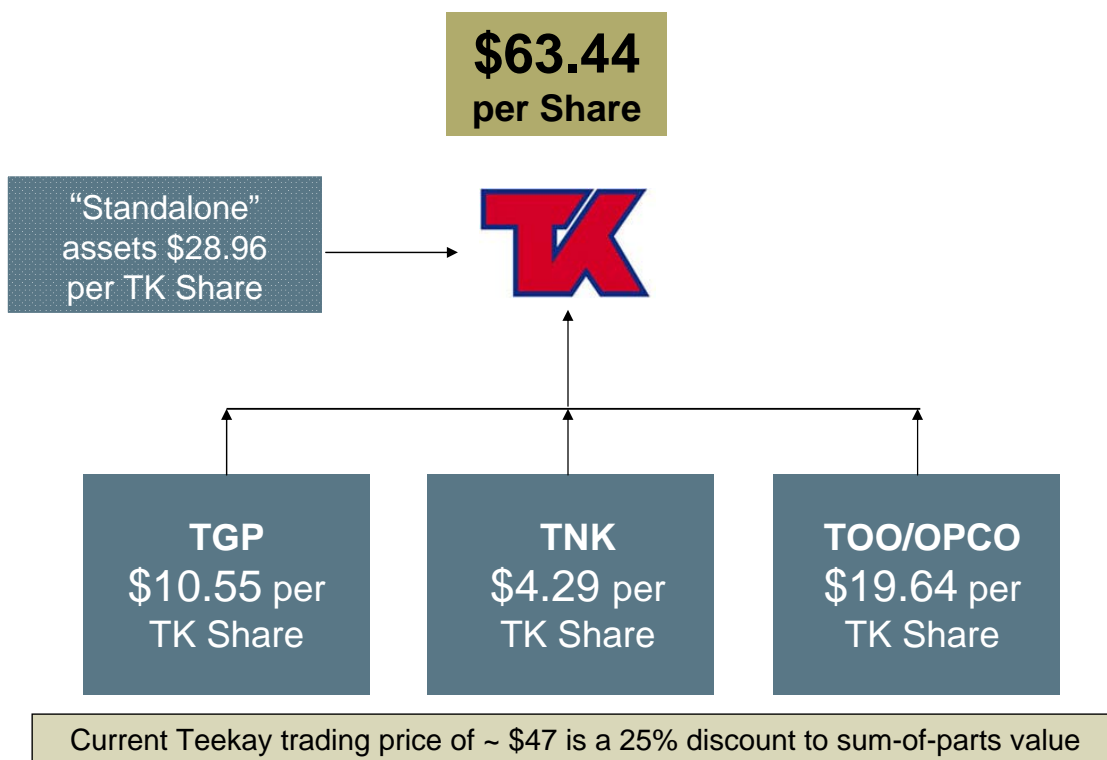 $63.44
per Share
“Standalone”
assets $28.96
per TK Share
TK
TGP
$10.55 per
TK Share
TNK
$4.29 per
TK Share
TOO/OPCO
$19.64 per
TK Share
Current Teekay trading price of ~ $47 is a 25% discount to sum-of-parts value